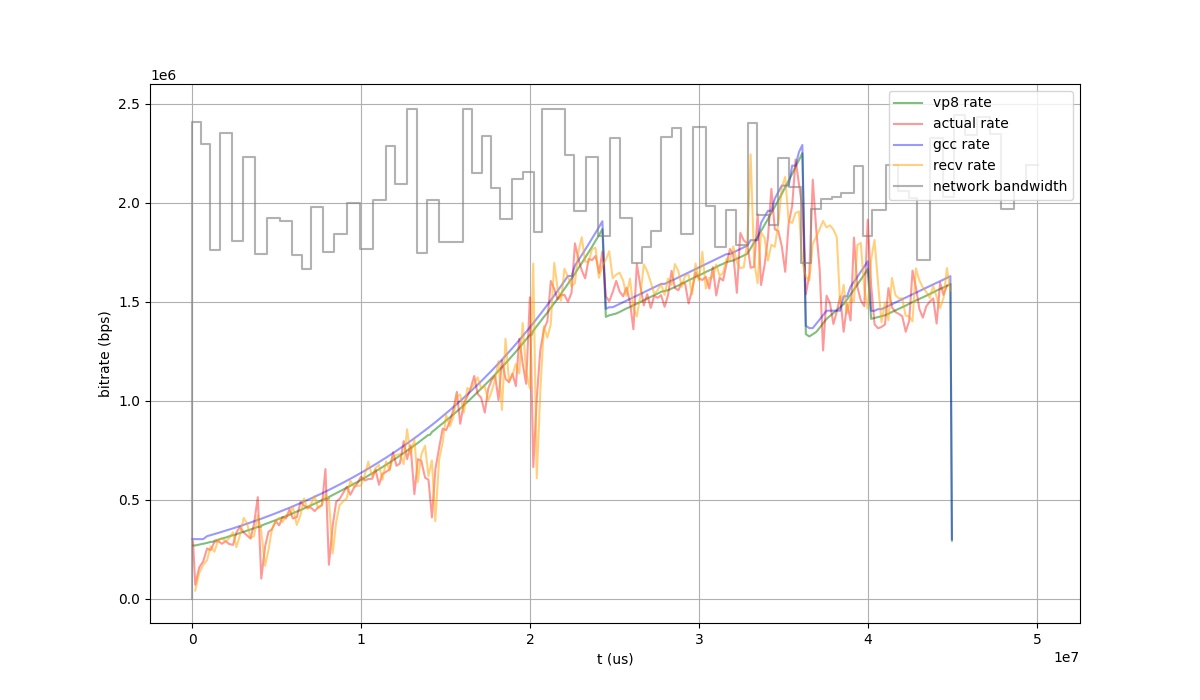 1e6
2.5
2.0
1.5
1.0
0.5
0.0
bitrate (bps)
vp8 rate
actual rate
gcc rate
recv rate
network bandwidth
0 1 2 3 4 5
t (us)
1e7